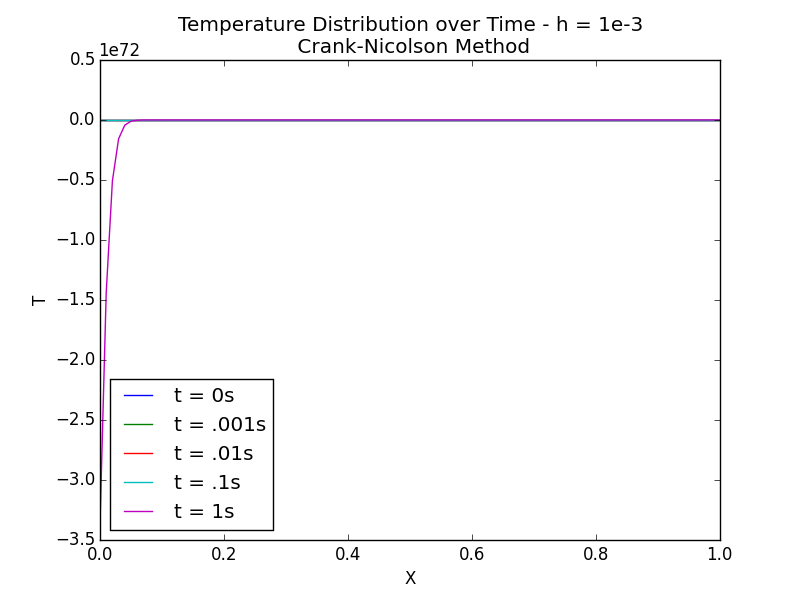 Temperature Distribution over Time - h = 1e-3
Crank-Nicolson Method
1e72
0.5
0.0
−0.5
−1.0
−1.5
−2.0
−2.5
−3.0
−3.5
T
t = 0s
t = .001s
t = .01s
t = .1s
t = 1s
0.0 0.2 0.4 0.6 0.8 1.0
X